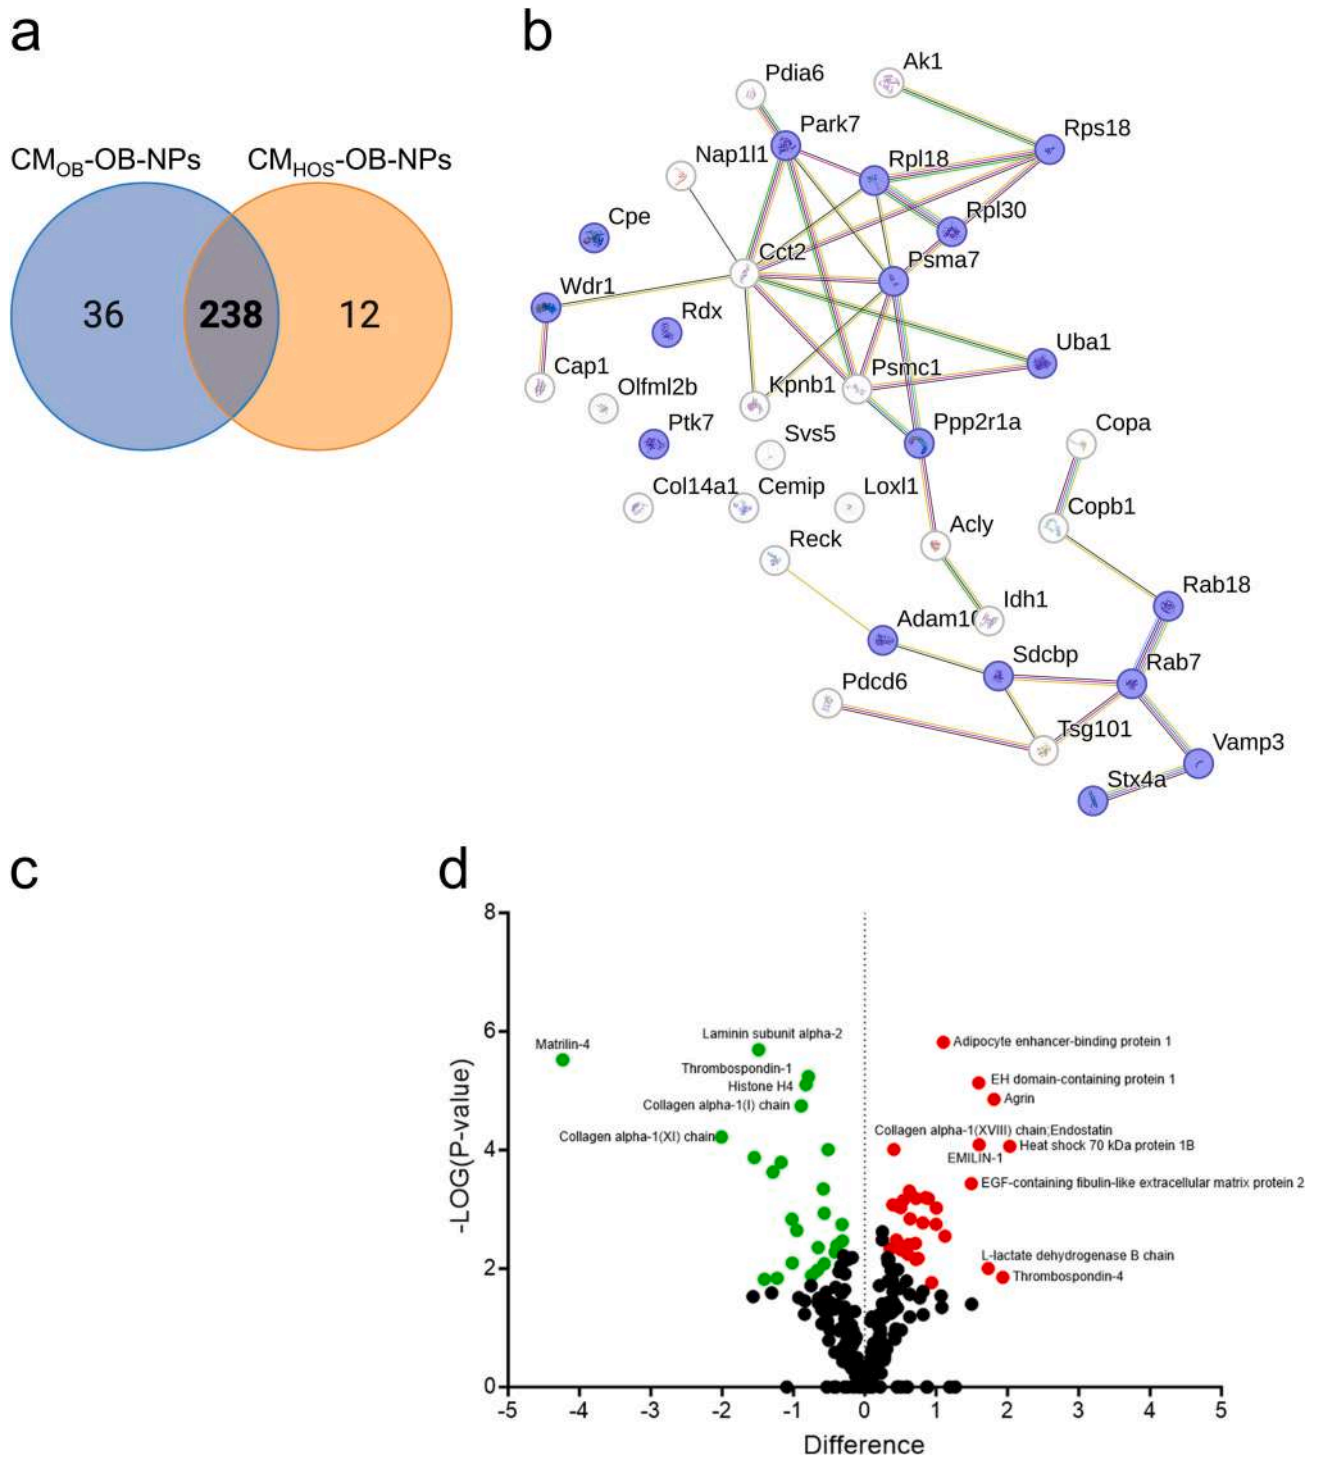 a
CMOB-OB-NPs
CMHOS-OB-NPs
36
238
12
b
Pdia6
Ak1
Park7
Rps18
Nap1l1
Rpl18
Rpl30
Cpe
Cct2
Psma7
Wdr1
Rdx
Uba1
Cap1
Kpnb1
Psmc1
Olfml2b
Ptk7
Svs5
Ppp2r1a
Copa
Col14a1
Cemip
Loxl1
Copb1
Acly
Reck
Rab18
Idh1
Adam10
Sdcbp
Rab7
Pdcd6
Tsg101
Vamp3
Stx4a
c
d
8
6
4
2
0
-LOG(P-value)
Matrilin-4
Laminin subunit alpha-2
Thrombospondin-1
Histone H4
Collagen alpha-1(I) chain
Collagen alpha-1(XI) chain
Adipocyte enhancer-binding protein 1
EH domain-containing protein 1
Agrin
Collagen alpha-1(XVIII) chain;Endostatin
Heat shock 70 kDa protein 1B
EMILIN-1
EGF-containing fibulin-like extracellular matrix protein 2
L-lactate dehydrogenase B chain
Thrombospondin-4
-5 -4 -3 -2 -1 0 1 2 3 4 5
Difference